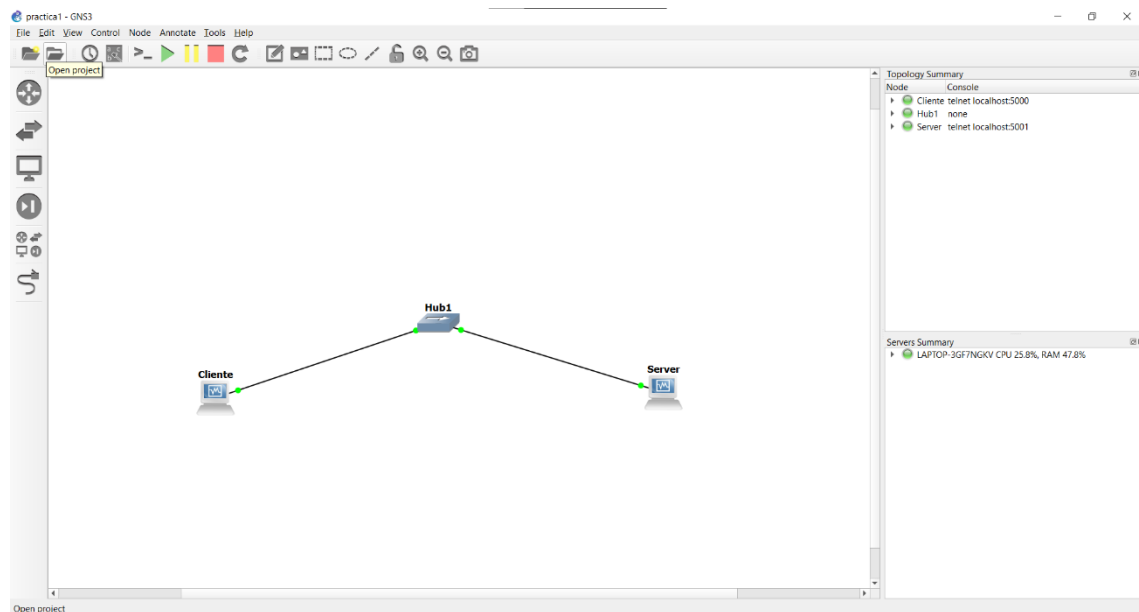 practica1 - GNS3
File Edit View Control Node Annotate Tools Help
Open project
Topology Summary
Node Console
Cliente telnet localhost:5000
Hub1 none
Server telnet localhost:5001
Hub1
Cliente
Server
Servers Summary
LAPTOP-3GF7NGKV CPU 25.8%, RAM 47.8%
Open project